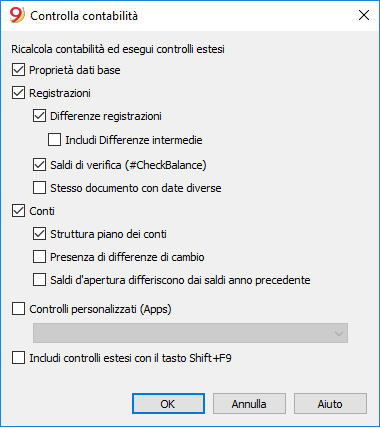 9 Controlla contabilità
Ricalcola contabilità ed esegui controlli estesi
Proprietà dati base
Registrazioni
Differenze registrazioni
Includi Differenze intermedie
Saldi di verifica (#CheckBalance)
Stesso documento con date diverse
Conti
Struttura piano dei conti
Presenza di differenze di cambio
Saldi d'apertura differiscono dai saldi anno precedente
Controlli personalizzati (Apps)
Includi controlli estesi con il tasto Shift+F9
OK Annulla Aiuto